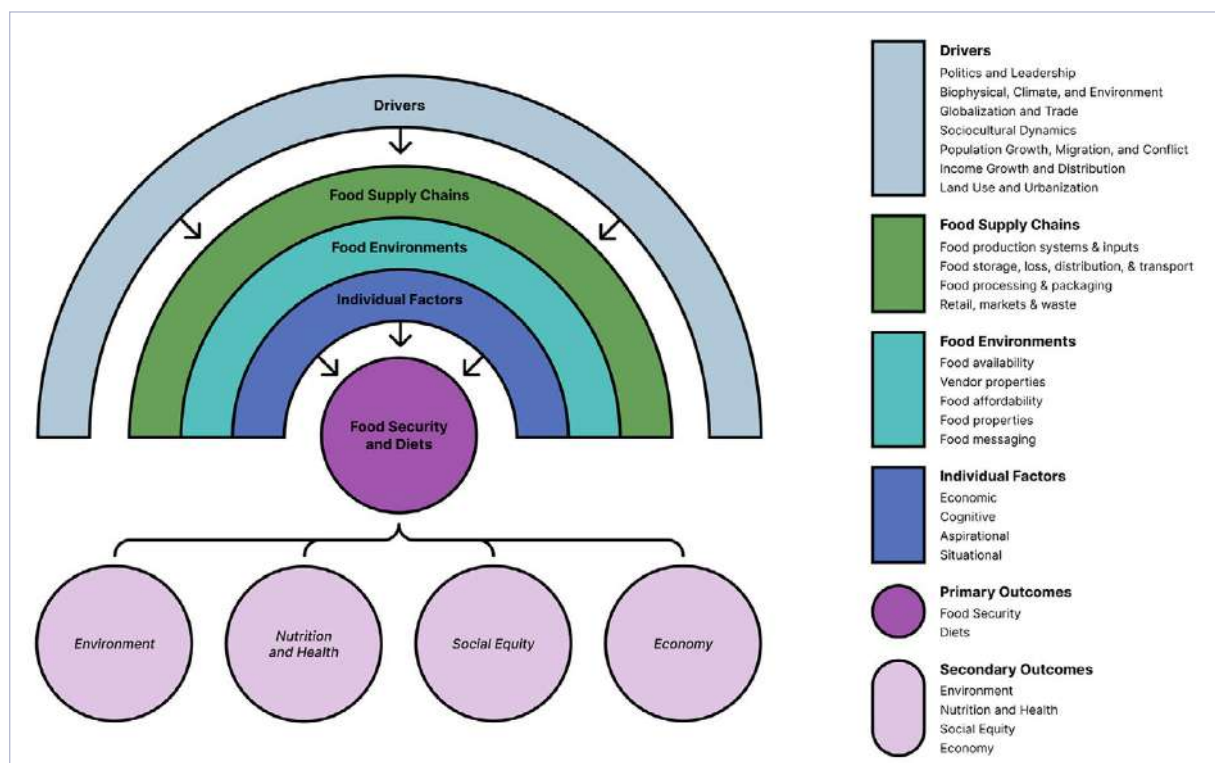 Drivers
Food Supply Chains
Food Environments
Individual Factors
Food Security
and Diets
Environment
Nutrition
and Health
Social Equity
Economy
Drivers
Politics and Leadership
Biophysical, Climate, and Environment
Globalization and Trade
Sociocultural Dynamics
Population Growth, Migration, and Conflict
Income Growth and Distribution
Land Use and Urbanization
Food Supply Chains
Food production systems & inputs
Food storage, loss, distribution, & transport
Food processing & packaging
Retail, markets & waste
Food Environments
Food availability
Vendor properties
Food affordability
Food properties
Food messaging
Individual Factors
Economic
Cognitive
Aspirational
Situational
Primary Outcomes
Food Security
Diets
Secondary Outcomes
Environment
Nutrition and Health
Social Equity
Economy